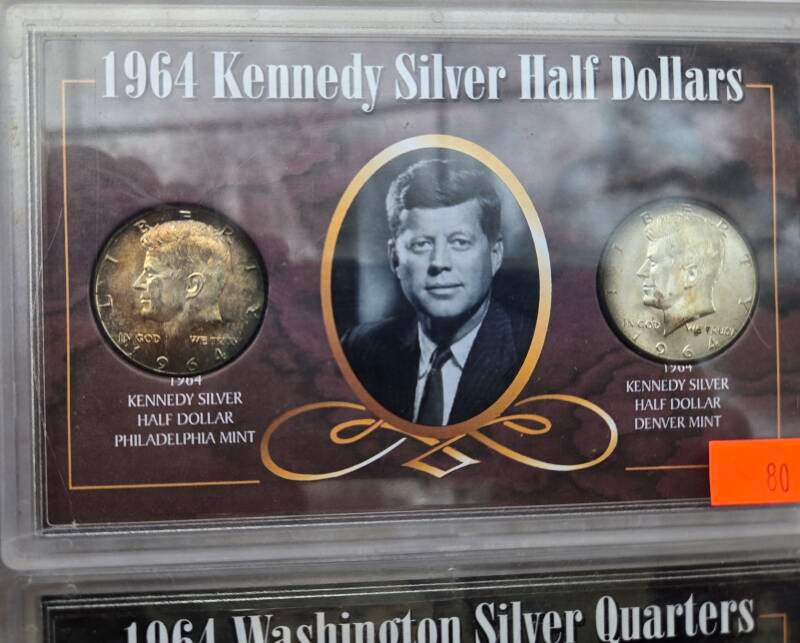 1964 Kennedy Silver Half Dollars
LIBERTY
IN GOD WE TRUST
1964
LIBERTY
IN GOD WE TRUST
1964
1964
KENNEDY SILVER
HALF DOLLAR
PHILADELPHIA MINT
1964
KENNEDY SILVER
HALF DOLLAR
DENVER MINT
80
1964 Washington Silver Quarters